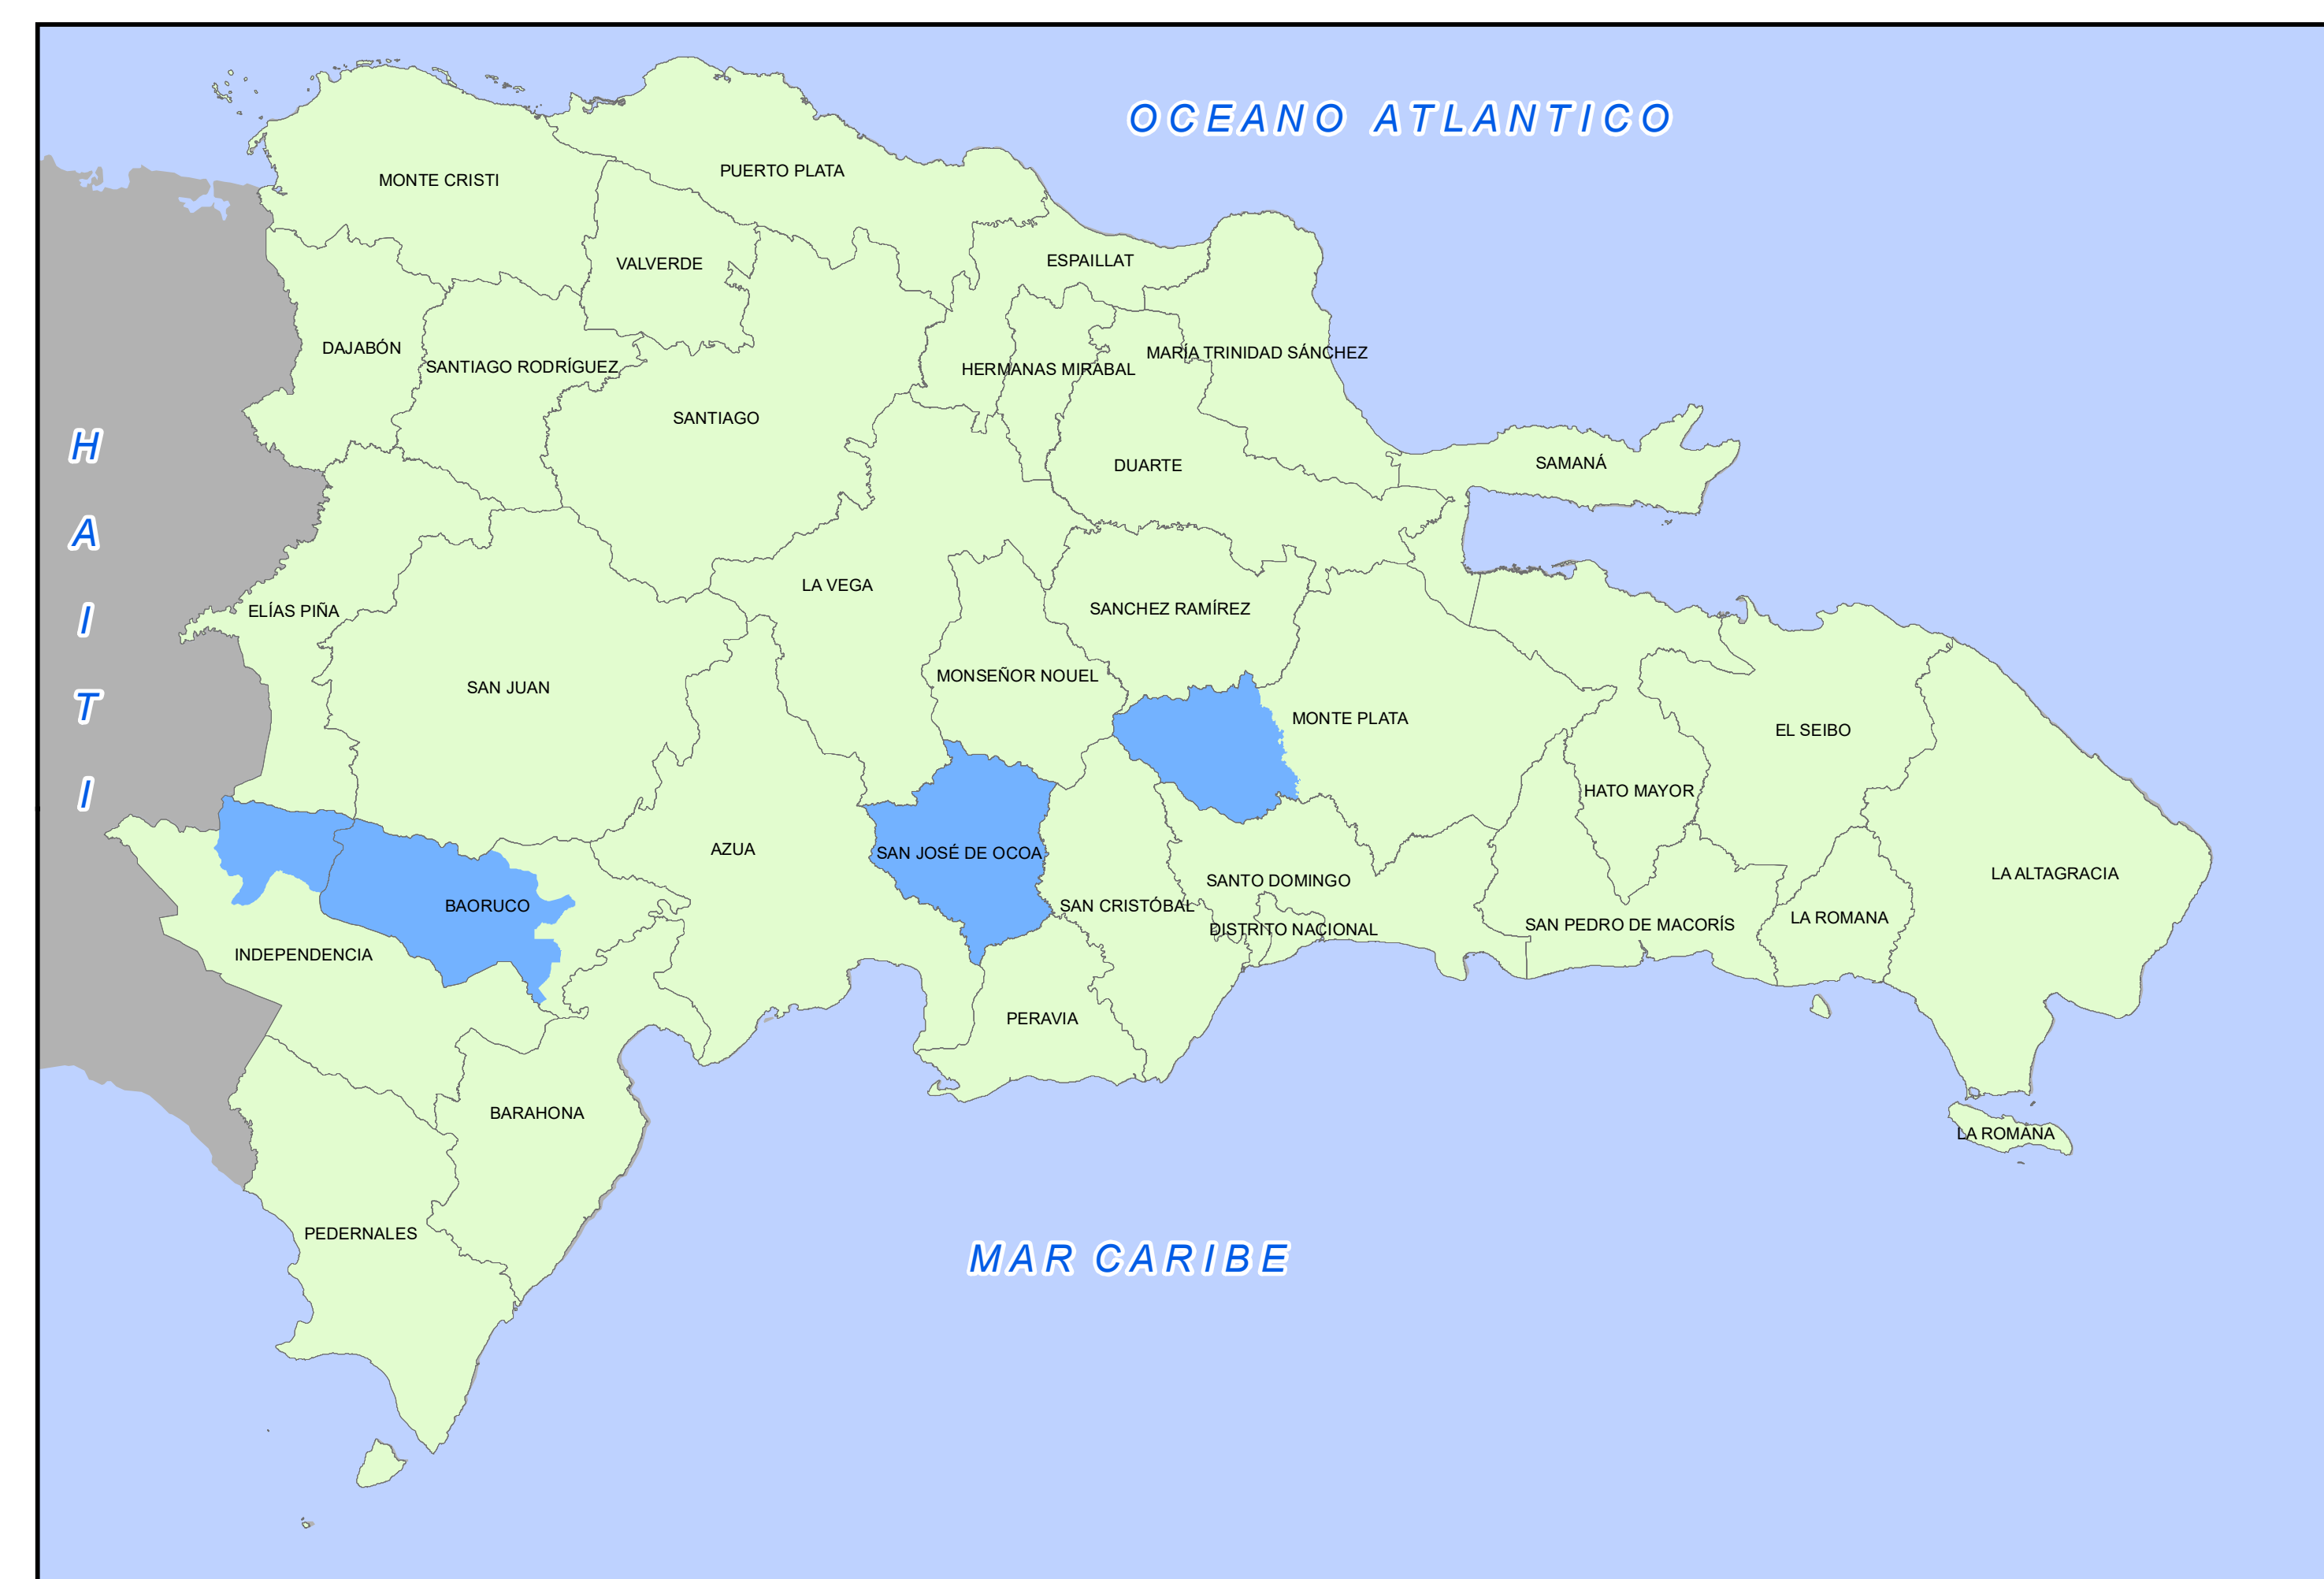 OCEANO ATLANTICO
PUERTO PLATA
MONTE CRISTI
ESPAILLAT
VALVERDE
DAJABÓN
MARÍA TRINIDAD SÁNCHEZ
SANTIAGO RODRÍGUEZ
HERMANAS MIRABAL
SANTIAGO
HAITI
SAMANÁ
DUARTE
LA VEGA
SANCHEZ RAMÍREZ
ELÍAS PIÑA
MONSEÑOR NOUEL
SAN JUAN
MONTE PLATA
EL SEIBO
HATO MAYOR
AZUA
SAN JOSÉ DE OCOA
LA ALTAGRACIA
SANTO DOMINGO
BAORUCO
SAN CRISTÓBAL
LA ROMANA
SAN PEDRO DE MACORÍS
DISTRITO NACIONAL
INDEPENDENCIA
PERAVIA
BARAHONA
LA ROMANA
PEDERNALES
MAR CARIBE